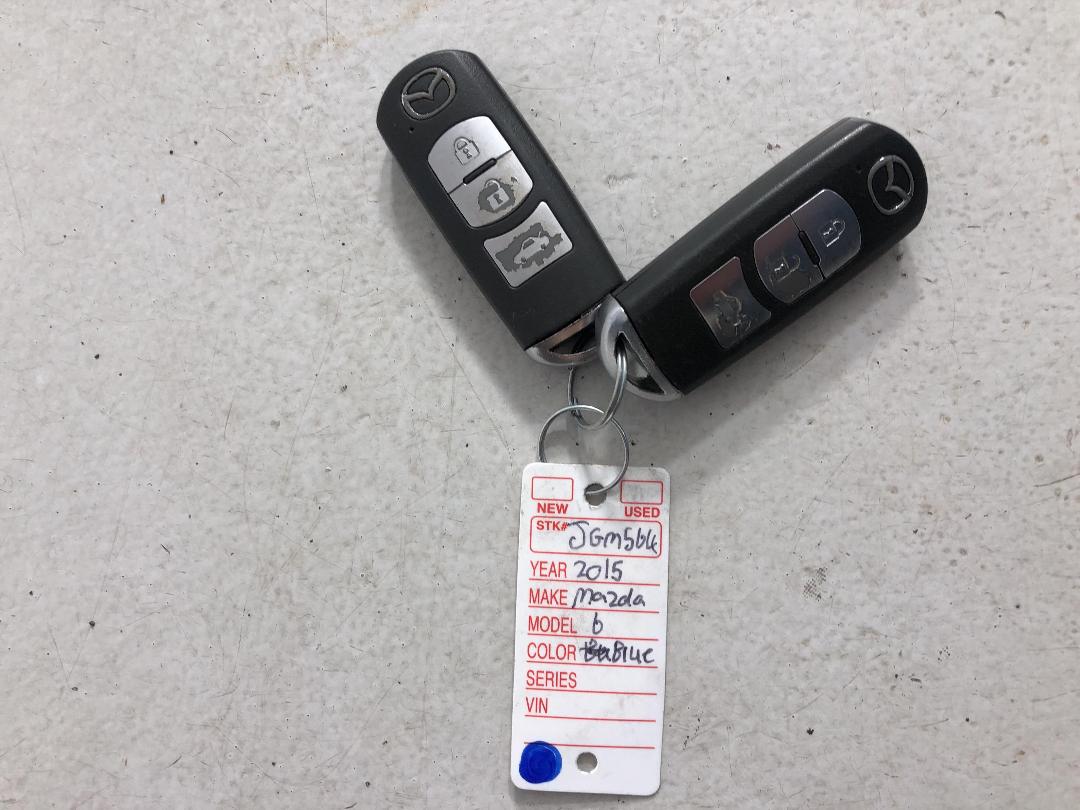 NEW USED
STK# JGM564
YEAR 2015
MAKE Mazda
MODEL 6
COLOR Blue
SERIES
VIN